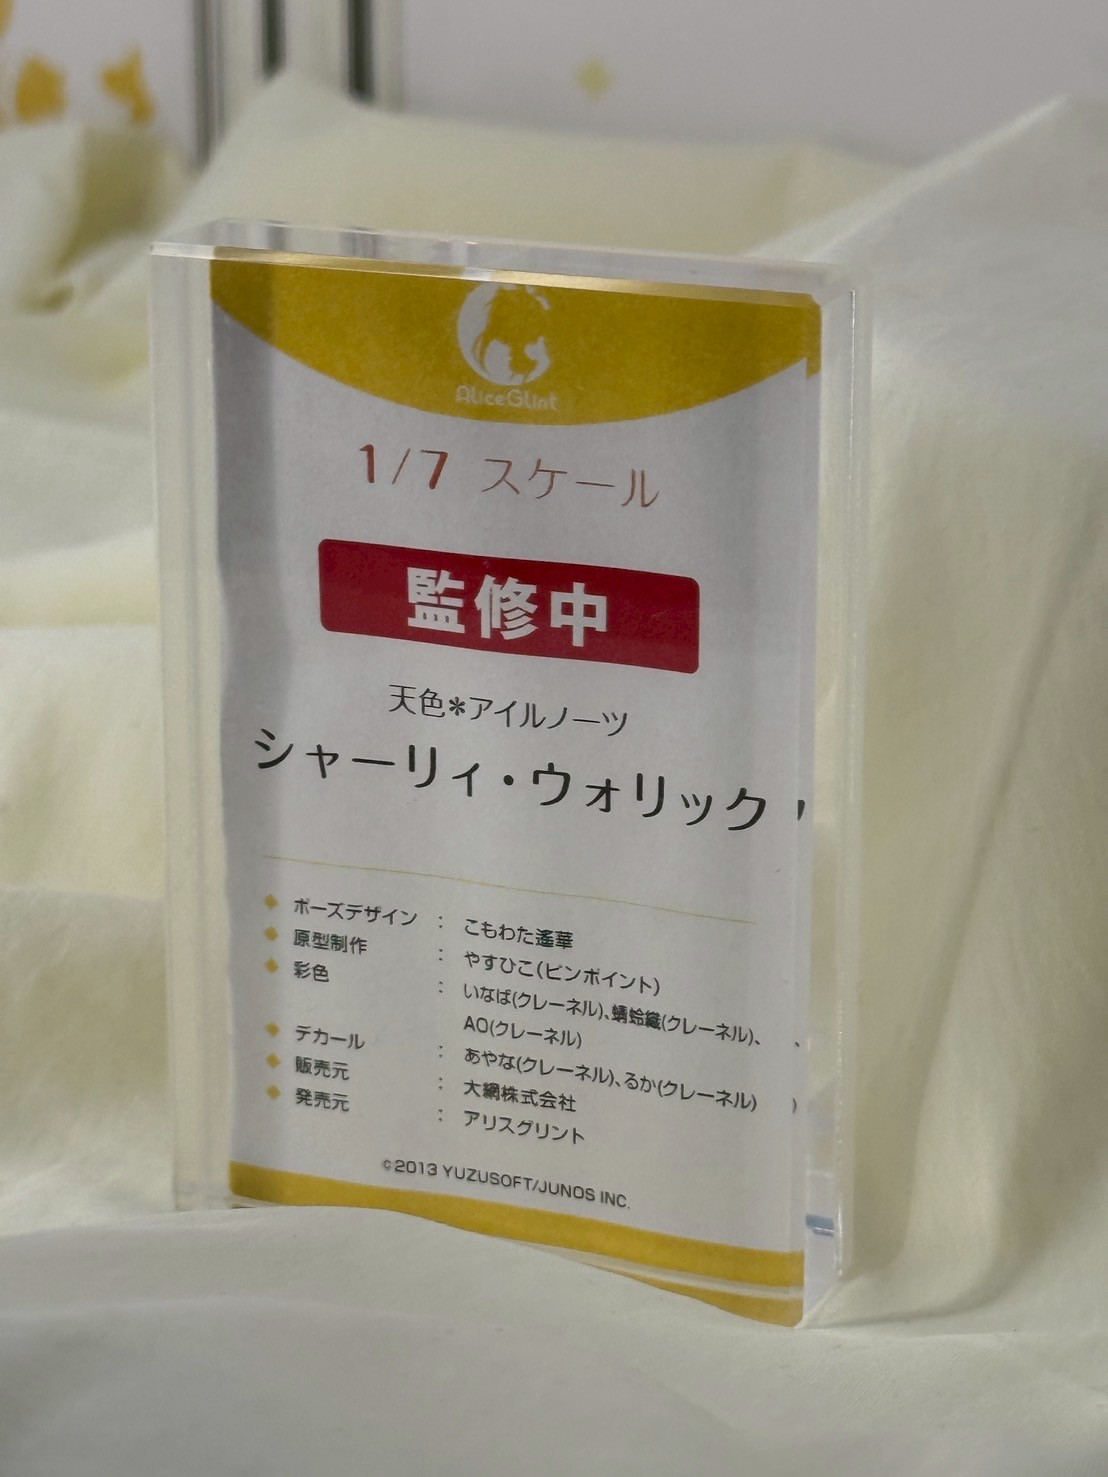 AliceGlint
1/7 スケール
監修中
天色*アイルノーツ
シャーリィ・ウォリック
ポーズデザイン : こもわた遙華
原型制作 : やすひこ(ピンポイント)
彩色 : いなば(クレーネル)、蜻蛉織(クレーネル)、
AO(クレーネル)
デカール : あやな(クレーネル)、るか(クレーネル)
販売元 : 大網株式会社
発売元 : アリスグリント
©2013 YUZUSOFT/JUNOS INC.